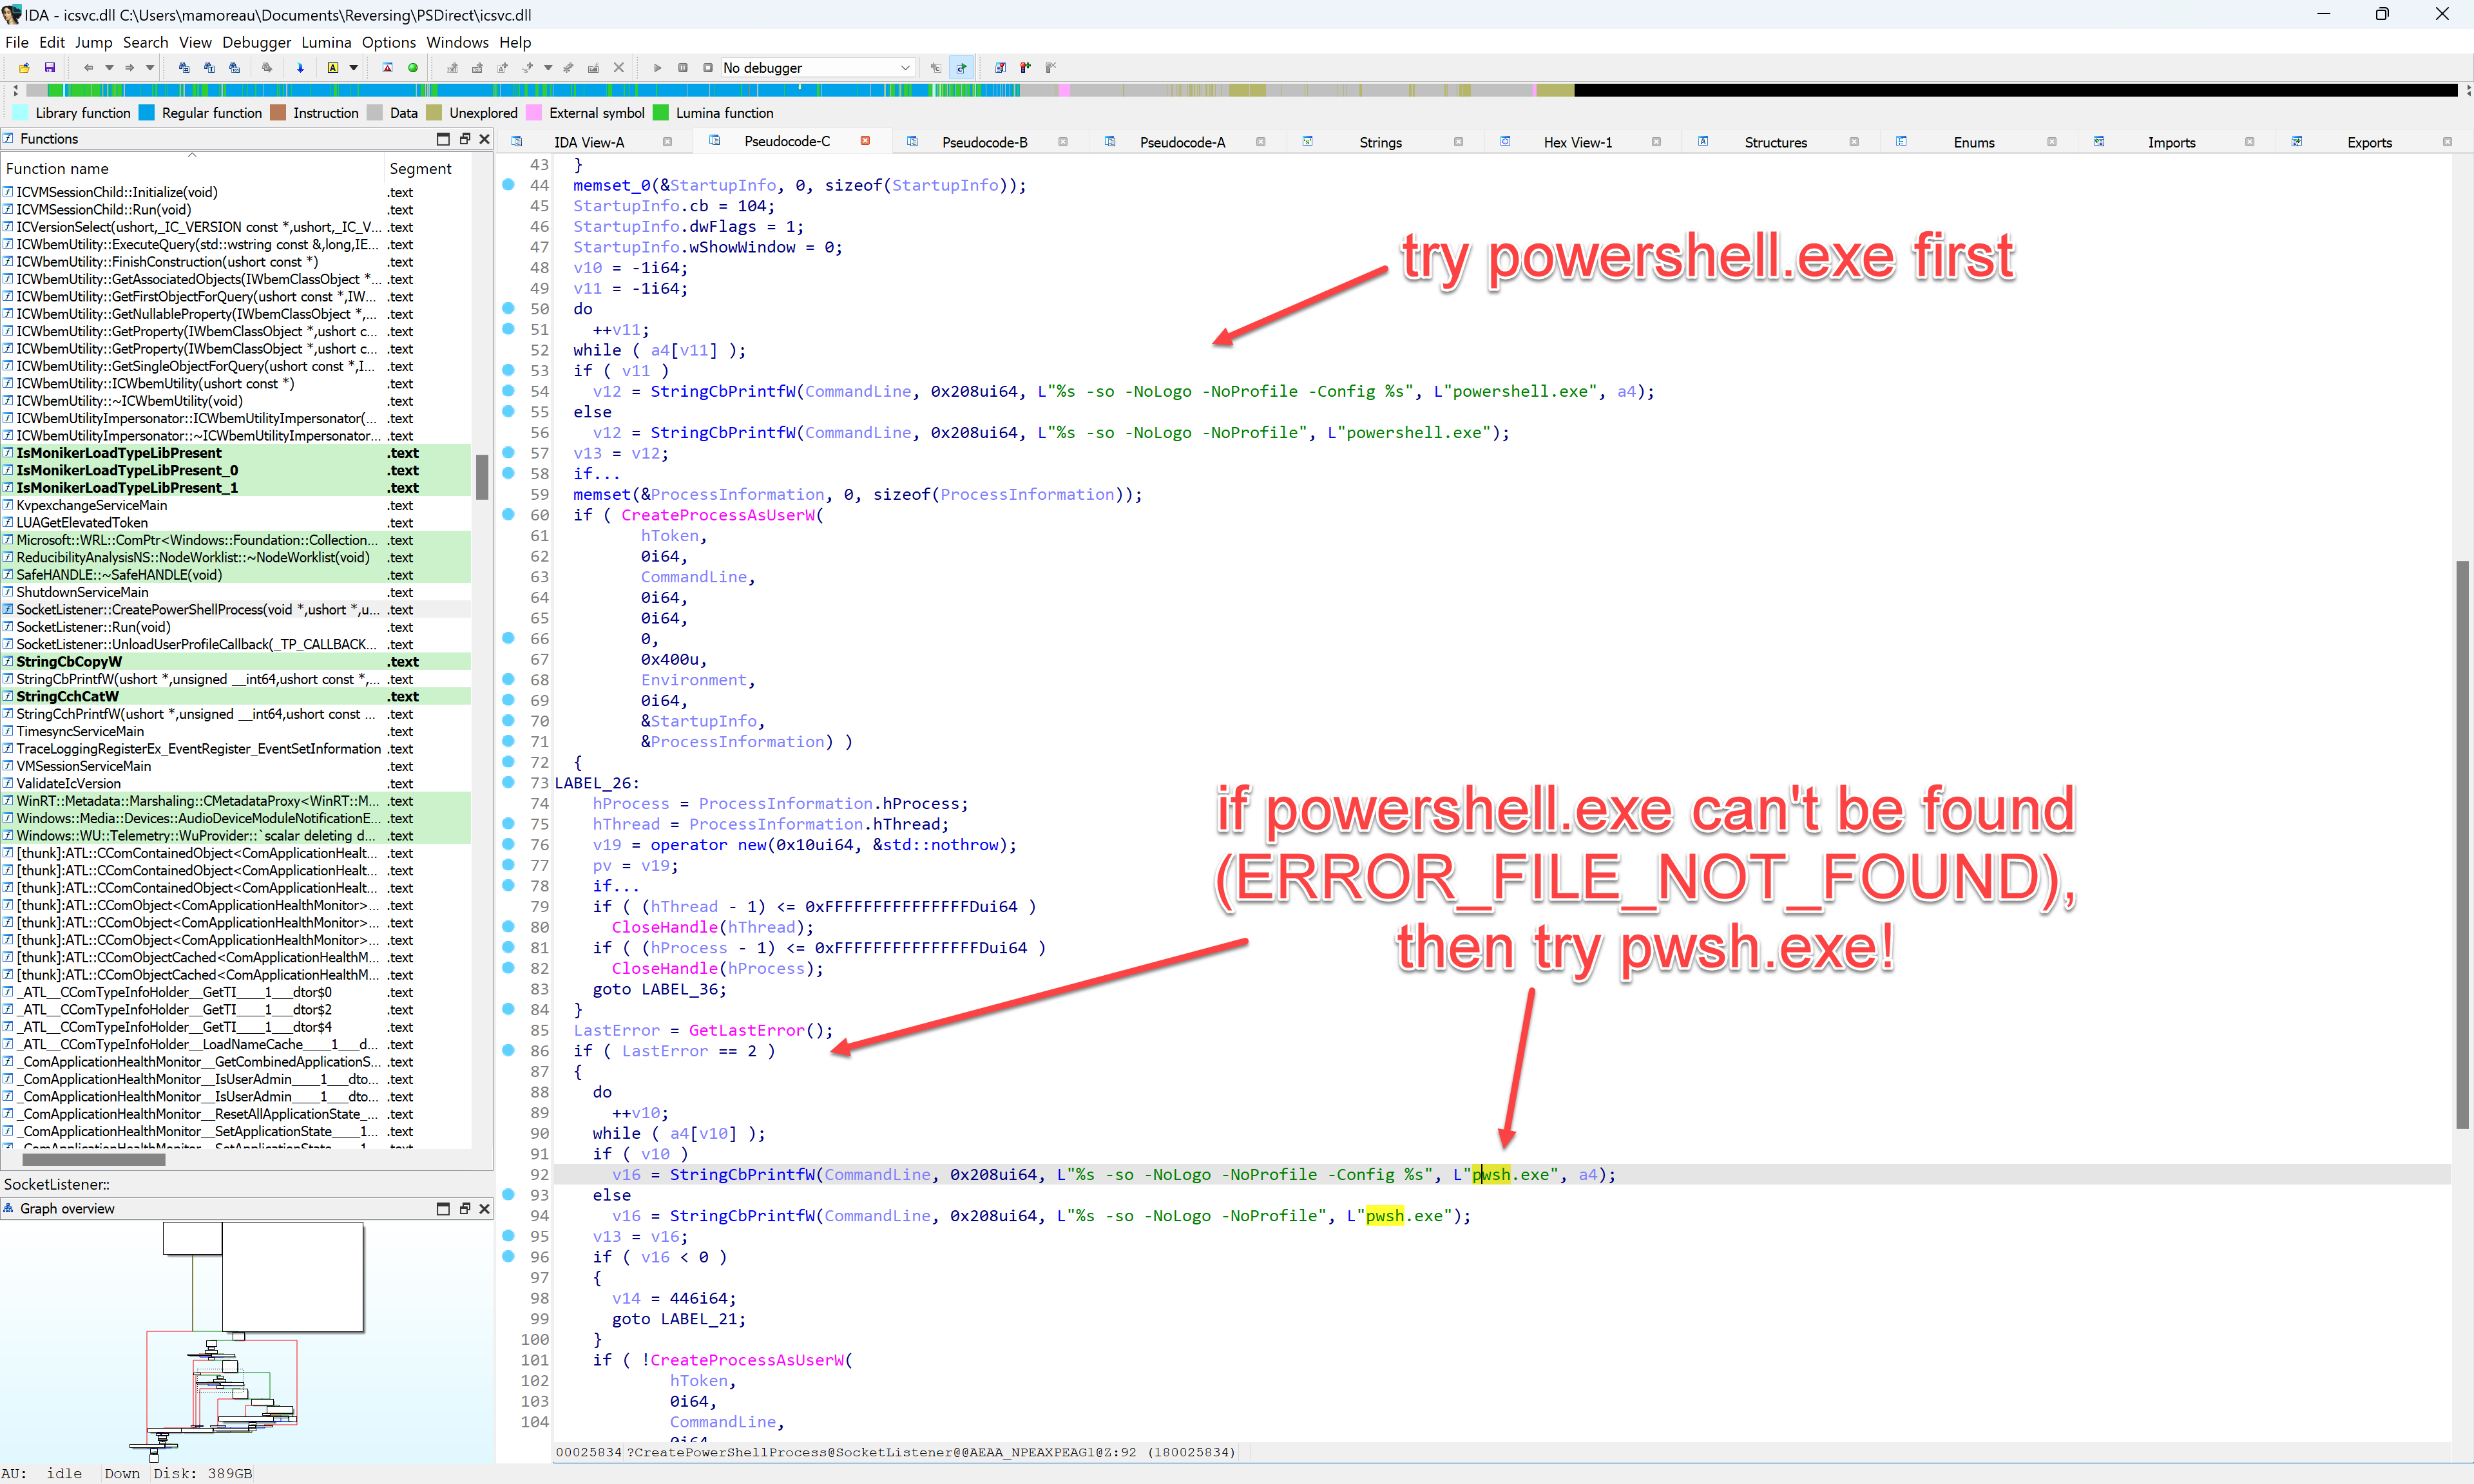 IDA - icsvc.dll C:\Users\mamoreau\Documents\Reversing\PSDirect\icsvc.dll
File Edit Jump Search View Debugger Lumina Options Windows Help
No debugger
Library function Regular function Instruction Data Unexplored External symbol Lumina function
Functions
IDA View-A Pseudocode-C Pseudocode-B Pseudocode-A Strings Hex View-1 Structures Enums Imports Exports
Function name Segment
ICVMSessionChild::Initialize(void) .text
ICVMSessionChild::Run(void) .text
ICVersionSelect(ushort,_IC_VERSION const *,ushort,_IC_V... .text
ICWbemUtility::ExecuteQuery(std::wstring const &,long,IE... .text
ICWbemUtility::FinishConstruction(ushort const *) .text
ICWbemUtility::GetAssociatedObjects(IWbemClassObject *... .text
ICWbemUtility::GetFirstObjectForQuery(ushort const *,IW... .text
ICWbemUtility::GetNullableProperty(IWbemClassObject *,... .text
ICWbemUtility::GetProperty(IWbemClassObject *,ushort c... .text
ICWbemUtility::GetProperty(IWbemClassObject *,ushort c... .text
ICWbemUtility::GetSingleObjectForQuery(ushort const *,I... .text
ICWbemUtility::ICWbemUtility(ushort const *) .text
ICWbemUtility::~ICWbemUtility(void) .text
ICWbemUtilityImpersonator::ICWbemUtilityImpersonator(... .text
ICWbemUtilityImpersonator::~ICWbemUtilityImpersonator... .text
IsMonikerLoadTypeLibPresent .text
IsMonikerLoadTypeLibPresent_0 .text
IsMonikerLoadTypeLibPresent_1 .text
KvpexchangeServiceMain .text
LUAGetElevatedToken .text
Microsoft::WRL::ComPtr<Windows::Foundation::Collection... .text
ReducibilityAnalysisNS::NodeWorklist::~NodeWorklist(void) .text
SafeHANDLE::~SafeHANDLE(void) .text
ShutdownServiceMain .text
SocketListener::CreatePowerShellProcess(void *,ushort *,u... .text
SocketListener::Run(void) .text
SocketListener::UnloadUserProfileCallback(_TP_CALLBACK... .text
StringCbCopyW .text
StringCbPrintfW(ushort *,unsigned __int64,ushort const *,... .text
StringCchCatW .text
StringCchPrintfW(ushort *,unsigned __int64,ushort const ... .text
TimesyncServiceMain .text
TraceLoggingRegisterEx_EventRegister_EventSetInformation .text
VMSessionServiceMain .text
ValidateIcVersion .text
WinRT::Metadata::Marshaling::CMetadataProxy<WinRT::M... .text
Windows::Media::Devices::AudioDeviceModuleNotificationE... .text
Windows::WU::Telemetry::WuProvider::`scalar deleting d... .text
[thunk]:ATL::CComContainedObject<ComApplicationHealt... .text
[thunk]:ATL::CComContainedObject<ComApplicationHealt... .text
[thunk]:ATL::CComContainedObject<ComApplicationHealt... .text
[thunk]:ATL::CComObject<ComApplicationHealthMonitor>... .text
[thunk]:ATL::CComObject<ComApplicationHealthMonitor>... .text
[thunk]:ATL::CComObject<ComApplicationHealthMonitor>... .text
[thunk]:ATL::CComObjectCached<ComApplicationHealthM... .text
[thunk]:ATL::CComObjectCached<ComApplicationHealthM... .text
_ATL__CComTypeInfoHolder__GetTI____1___dtor$0 .text
_ATL__CComTypeInfoHolder__GetTI____1___dtor$2 .text
_ATL__CComTypeInfoHolder__GetTI____1___dtor$4 .text
_ATL__CComTypeInfoHolder__LoadNameCache____1___d... .text
_ComApplicationHealthMonitor__GetCombinedApplicationS... .text
_ComApplicationHealthMonitor__IsUserAdmin____1___dto... .text
_ComApplicationHealthMonitor__IsUserAdmin____1___dto... .text
_ComApplicationHealthMonitor__ResetAllApplicationState_... .text
_ComApplicationHealthMonitor__SetApplicationState____1... .text
SocketListener::
Graph overview
43 }
44 memset_0(&StartupInfo, 0, sizeof(StartupInfo));
45 StartupInfo.cb = 104;
46 StartupInfo.dwFlags = 1;
47 StartupInfo.wShowWindow = 0;
48 v10 = -1i64;
49 v11 = -1i64;
50 do
51 ++v11;
52 while ( a4[v11] );
53 if ( v11 )
54 v12 = StringCbPrintfW(CommandLine, 0x208ui64, L"%s -so -NoLogo -NoProfile -Config %s", L"powershell.exe", a4);
55 else
56 v12 = StringCbPrintfW(CommandLine, 0x208ui64, L"%s -so -NoLogo -NoProfile", L"powershell.exe");
57 v13 = v12;
58 if...
59 memset(&ProcessInformation, 0, sizeof(ProcessInformation));
60 if ( CreateProcessAsUserW(
61 hToken,
62 0i64,
63 CommandLine,
64 0i64,
65 0i64,
66 0,
67 0x400u,
68 Environment,
69 0i64,
70 &StartupInfo,
71 &ProcessInformation) )
72 {
73 LABEL_26:
74 hProcess = ProcessInformation.hProcess;
75 hThread = ProcessInformation.hThread;
76 v19 = operator new(0x10ui64, &std::nothrow);
77 pv = v19;
78 if...
79 if ( (hThread - 1) <= 0xFFFFFFFFFFFFFFFDui64 )
80 CloseHandle(hThread);
81 if ( (hProcess - 1) <= 0xFFFFFFFFFFFFFFFDui64 )
82 CloseHandle(hProcess);
83 goto LABEL_36;
84 }
85 LastError = GetLastError();
86 if ( LastError == 2 )
87 {
88 do
89 ++v10;
90 while ( a4[v10] );
91 if ( v10 )
92 v16 = StringCbPrintfW(CommandLine, 0x208ui64, L"%s -so -NoLogo -NoProfile -Config %s", L"pwsh.exe", a4);
93 else
94 v16 = StringCbPrintfW(CommandLine, 0x208ui64, L"%s -so -NoLogo -NoProfile", L"pwsh.exe");
95 v13 = v16;
96 if ( v16 < 0 )
97 {
98 v14 = 446i64;
99 goto LABEL_21;
100 }
101 if ( !CreateProcessAsUserW(
102 hToken,
103 0i64,
104 CommandLine,
try powershell.exe first
if powershell.exe can't be found
(ERROR_FILE_NOT_FOUND),
then try pwsh.exe!
00025834 ?CreatePowerShellProcess@SocketListener@@AEAA_NPEAXPEAG1@Z:92 (180025834)
AU: idle Down Disk: 389GB